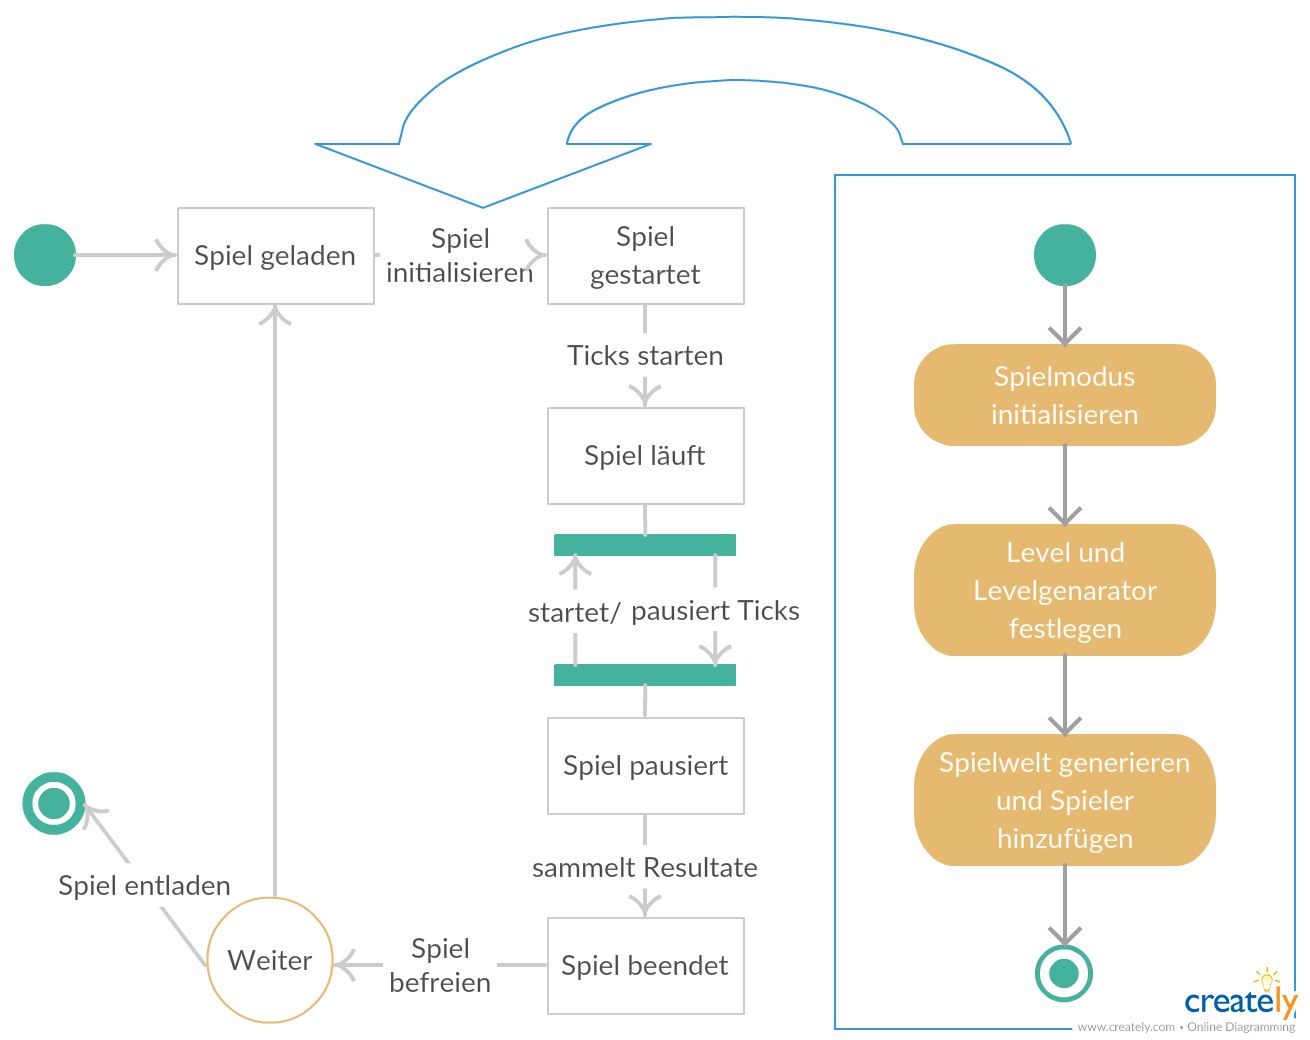 Spiel geladen
Spiel
initialisieren
Spiel
gestartet
Ticks starten
Spiel läuft
startet/ pausiert Ticks
Spiel pausiert
sammelt Resultate
Spiel beendet
Spiel
befreien
Weiter
Spiel entladen
Spielmodus
initialisieren
Level und
Levelgenarator
festlegen
Spielwelt generieren
und Spieler
hinzufügen
creately
www.creately.com • Online Diagramming